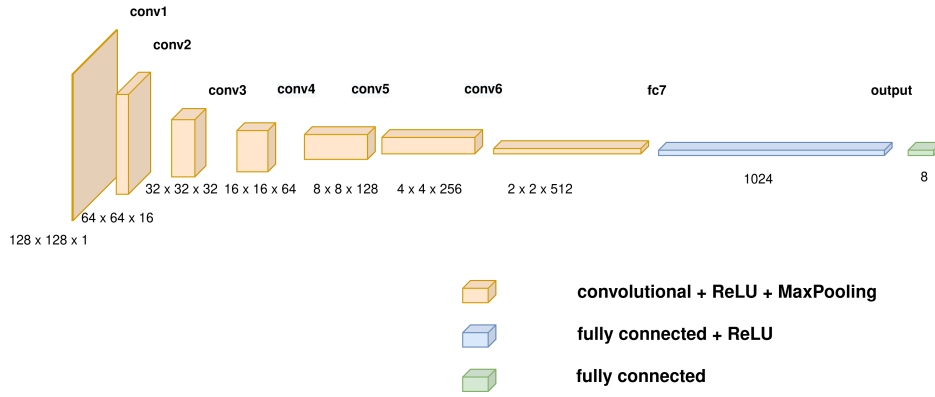 conv1
conv2
conv3
conv4
conv5
conv6
fc7
output
128 x 128 x 1
64 x 64 x 16
32 x 32 x 32
16 x 16 x 64
8 x 8 x 128
4 x 4 x 256
2 x 2 x 512
1024
8
convolutional + ReLU + MaxPooling
fully connected + ReLU
fully connected